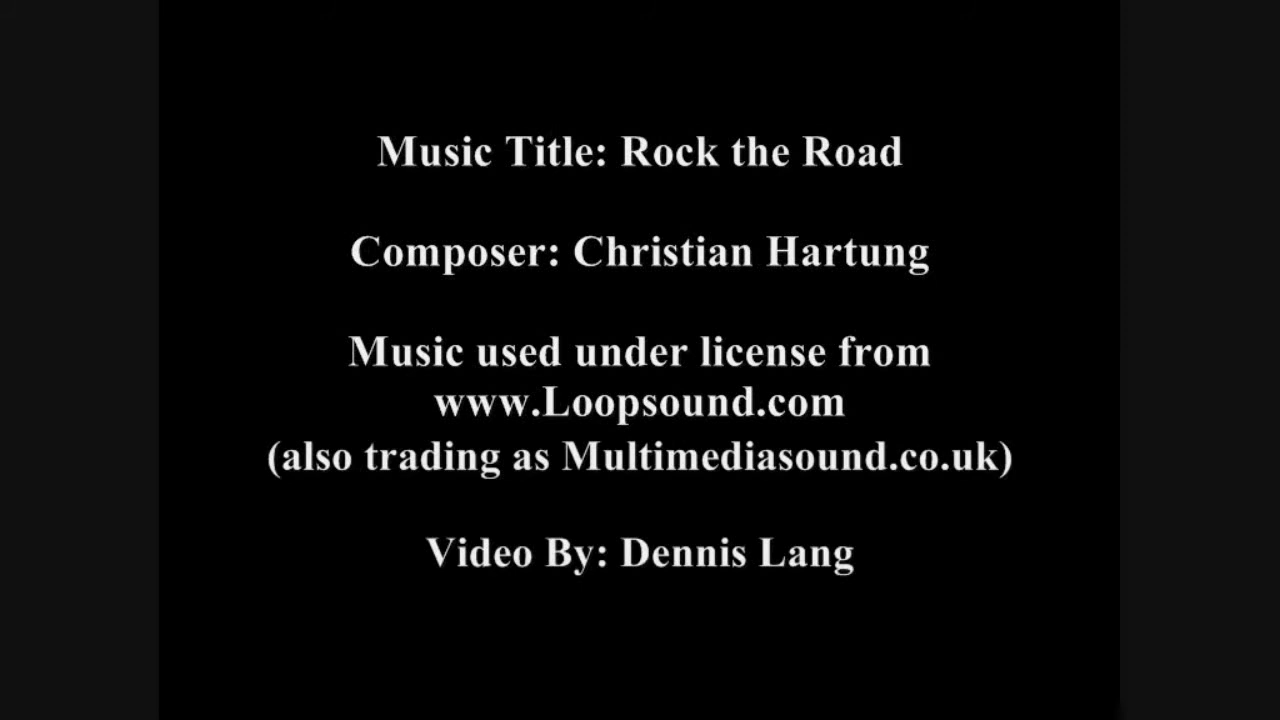 Music Title: Rock the Road
Composer: Christian Hartung
Music used under license from
www.Loopsound.com
(also trading as Multimediasound.co.uk)
Video By: Dennis Lang